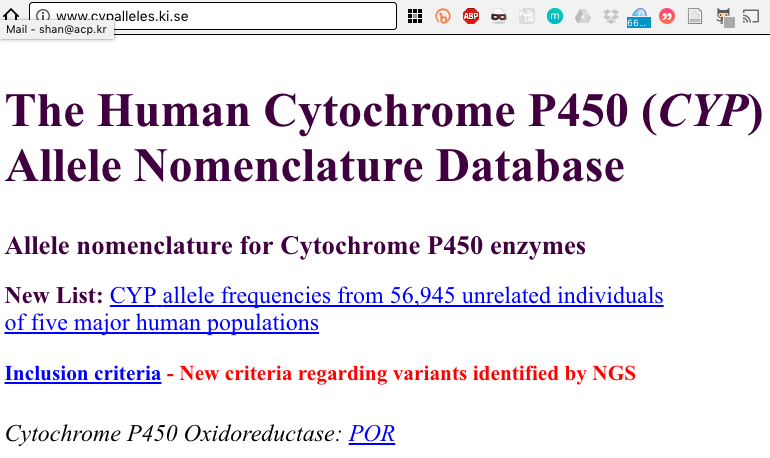 www.cypalleles.ki.se
ABP
m
66...
Mail - shan@acp.kr
The Human Cytochrome P450 (CYP)
Allele Nomenclature Database
Allele nomenclature for Cytochrome P450 enzymes
New List: CYP allele frequencies from 56,945 unrelated individuals
of five major human populations
Inclusion criteria - New criteria regarding variants identified by NGS
Cytochrome P450 Oxidoreductase: POR